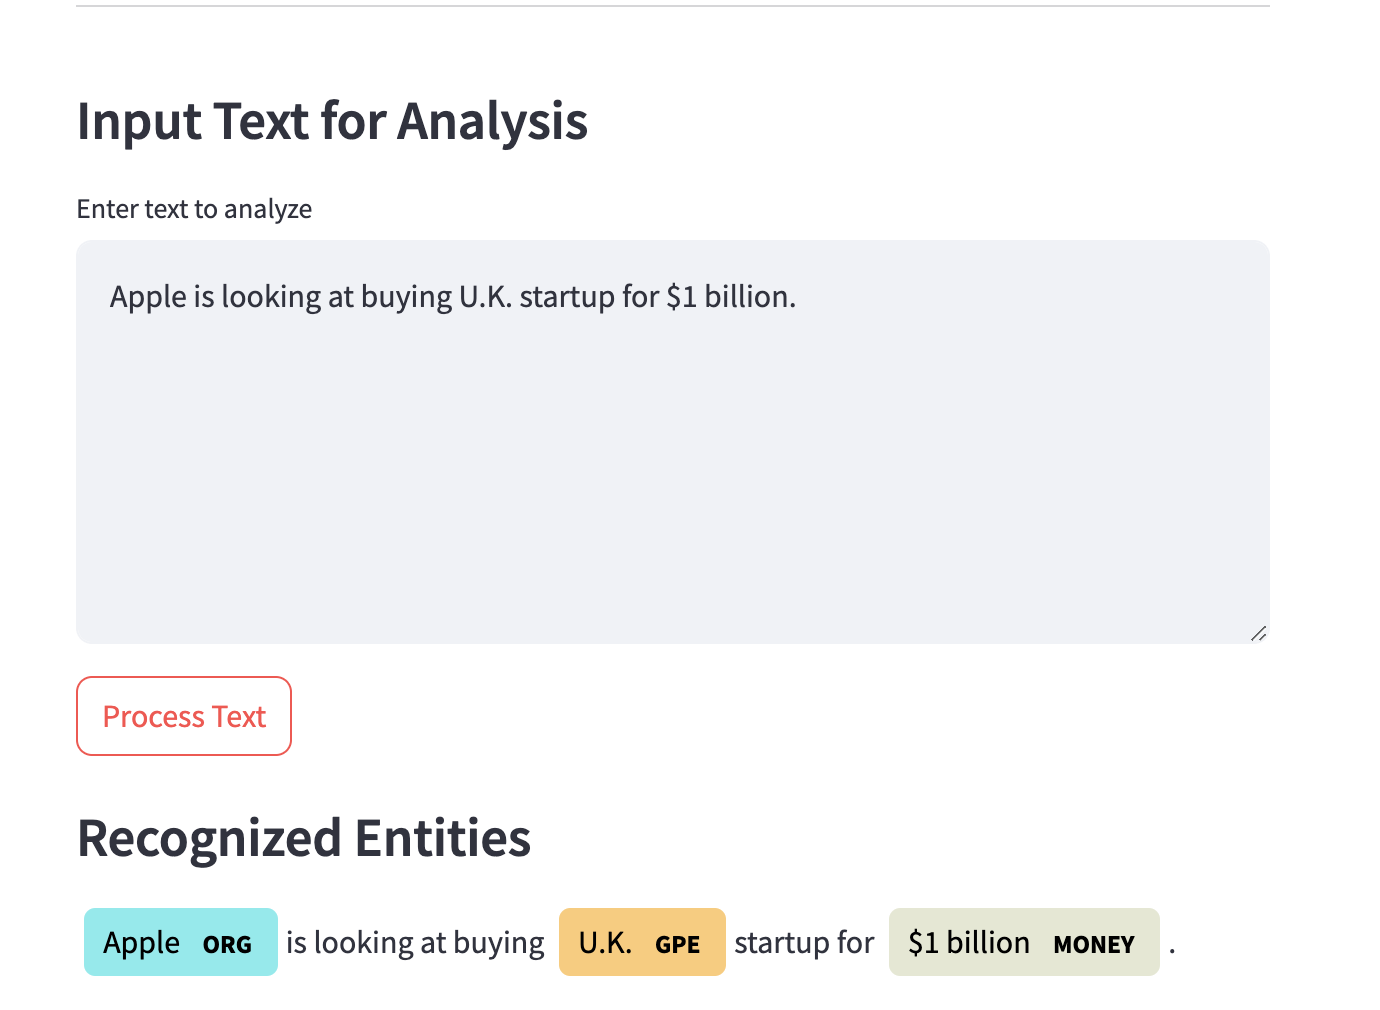 Input Text for Analysis
Enter text to analyze
Apple is looking at buying U.K. startup for $1 billion.
Process Text
Recognized Entities
Apple ORG is looking at buying U.K. GPE startup for $1 billion MONEY .